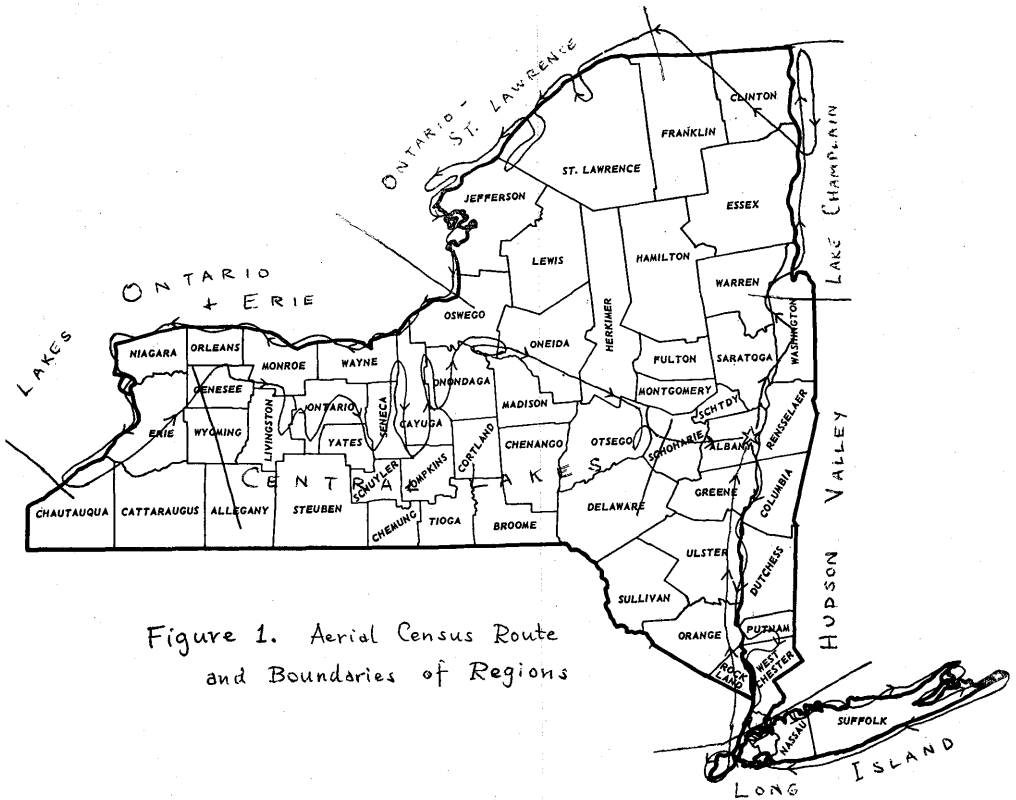 ONTARIO-
ST. LAWRENCE
CLINTON
FRANKLIN
ST. LAWRENCE
JEFFERSON
ESSEX
LAKE CHAMPLAIN
LEWIS
HAMILTON
WARREN
ONTARIO
+ ERIE
LAKES
OSWEGO
HERKIMER
WASHINGTON
ONEIDA
NIAGARA
ORLEANS
MONROE
WAYNE
FULTON
SARATOGA
GENESEE
ONONDAGA
MONTGOMERY
MADISON
SCHTDY
RENSSELAER
LIVINGSTON
ONTARIO
SENECA
CAYUGA
ERIE
WYOMING
YATES
CORTLAND
CHENANGO
OTSEGO
SCHOHARIE
ALBANY
SCHUYLER
TOMPKINS
CENTRAL LAKES
GREENE
COLUMBIA
HUDSON VALLEY
CHAUTAUQUA
CATTARAUGUS
ALLEGANY
STEUBEN
CHEMUNG
TIOGA
BROOME
DELAWARE
ULSTER
DUTCHESS
SULLIVAN
ORANGE
PUTNAM
ROCK
LAND
WEST
CHESTER
Figure 1. Aerial Census Route
and Boundaries of Regions
NASSAU
SUFFOLK
LONG ISLAND